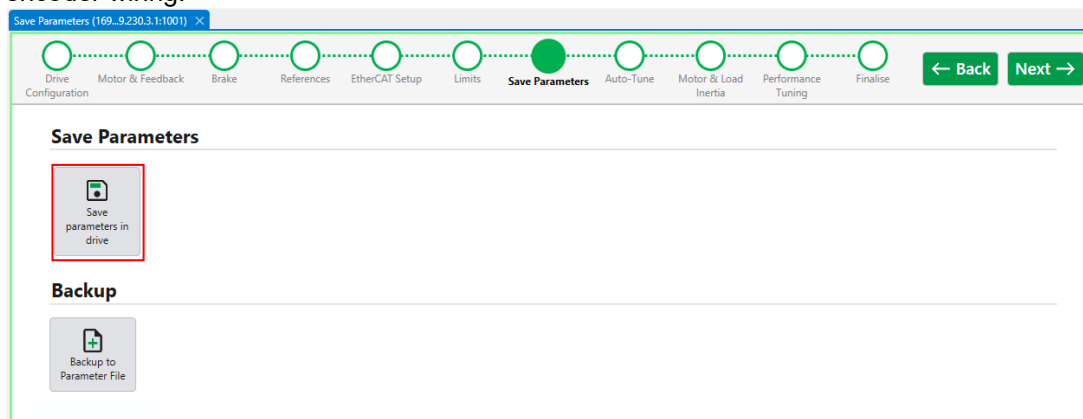 encoder wiring.
Save Parameters (169...9.230.3.1:1001) ×
Drive Configuration
Motor & Feedback
Brake
References
EtherCAT Setup
Limits
Save Parameters
Auto-Tune
Motor & Load Inertia
Performance Tuning
Finalise
← Back
Next →
Save Parameters
Save
parameters in
drive
Backup
Backup to
Parameter File